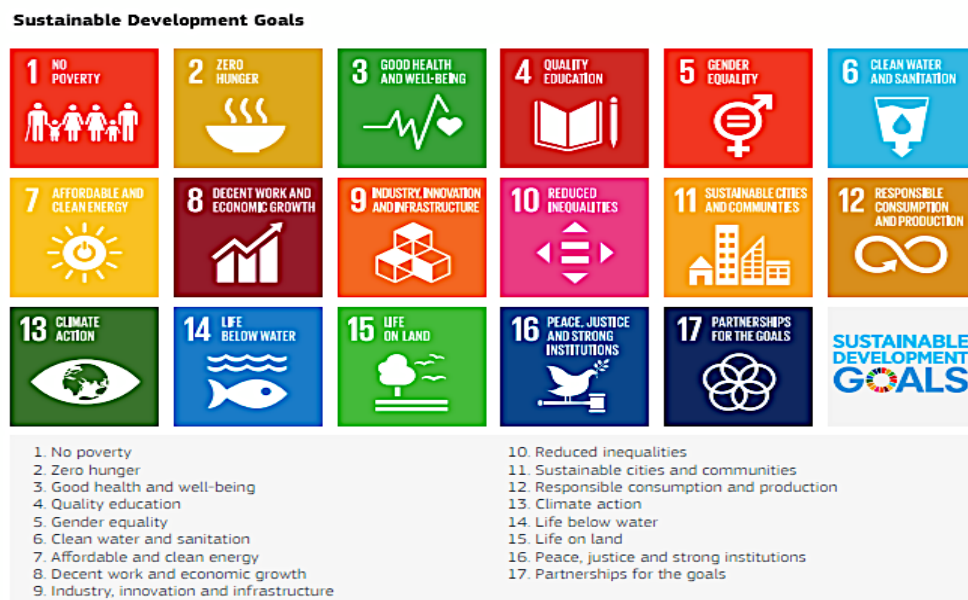 Sustainable Development Goals
1 NO
POVERTY
2 ZERO
HUNGER
3 GOOD HEALTH
AND WELL-BEING
4 QUALITY
EDUCATION
5 GENDER
EQUALITY
6 CLEAN WATER
AND SANITATION
7 AFFORDABLE AND
CLEAN ENERGY
8 DECENT WORK AND
ECONOMIC GROWTH
9 INDUSTRY, INNOVATION
AND INFRASTRUCTURE
10 REDUCED
INEQUALITIES
11 SUSTAINABLE CITIES
AND COMMUNITIES
12 RESPONSIBLE
CONSUMPTION
AND PRODUCTION
13 CLIMATE
ACTION
14 LIFE
BELOW WATER
15 LIFE
ON LAND
16 PEACE, JUSTICE
AND STRONG
INSTITUTIONS
17 PARTNERSHIPS
FOR THE GOALS
SUSTAINABLE
DEVELOPMENT
GOALS
1. No poverty
2. Zero hunger
3. Good health and well-being
4. Quality education
5. Gender equality
6. Clean water and sanitation
7. Affordable and clean energy
8. Decent work and economic growth
9. Industry, innovation and infrastructure
10. Reduced inequalities
11. Sustainable cities and communities
12. Responsible consumption and production
13. Climate action
14. Life below water
15. Life on land
16. Peace, justice and strong institutions
17. Partnerships for the goals